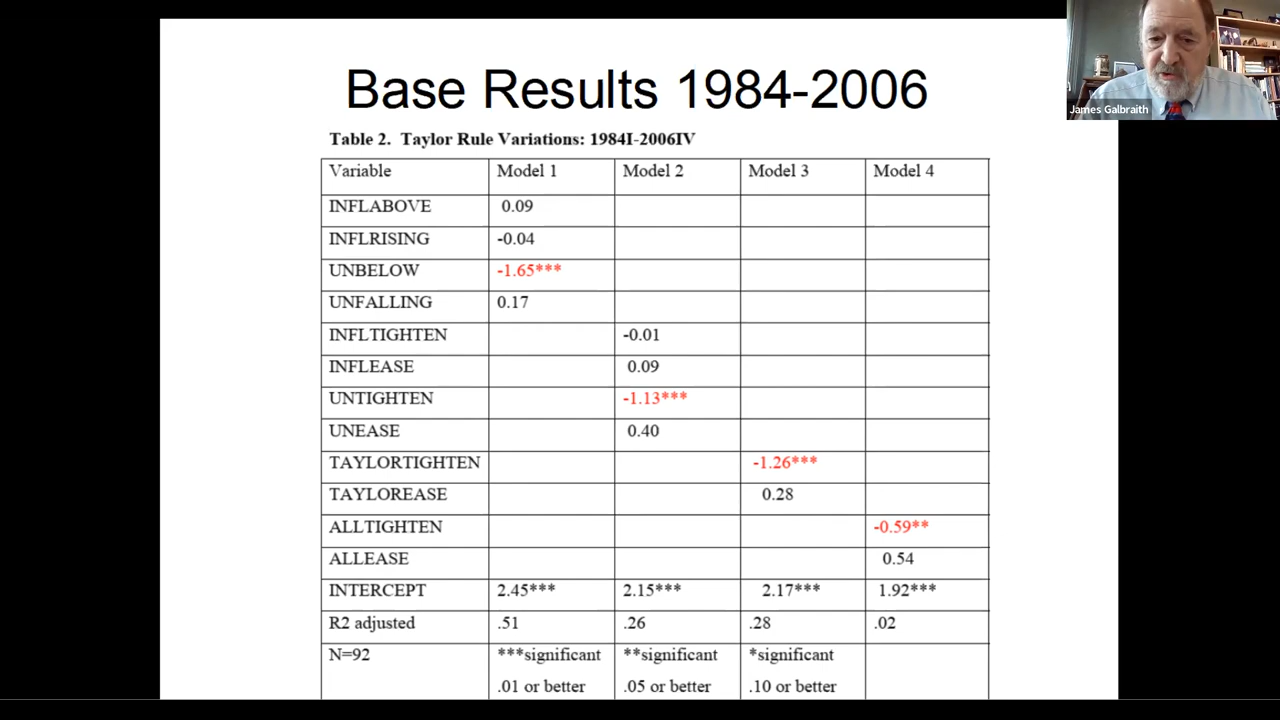 Base Results 1984-2006
James Galbraith
Table 2. Taylor Rule Variations: 1984I-2006IV
Variable Model 1 Model 2 Model 3 Model 4
INFLABOVE 0.09
INFLRISING -0.04
UNBELOW -1.65***
UNFALLING 0.17
INFLTIGHTEN -0.01
INFLEASE 0.09
UNTIGHTEN -1.13***
UNEASE 0.40
TAYLORTIGHTEN -1.26***
TAYLOREASE 0.28
ALLTIGHTEN -0.59**
ALLEASE 0.54
INTERCEPT 2.45*** 2.15*** 2.17*** 1.92***
R2 adjusted .51 .26 .28 .02
N=92 ***significant **significant *significant
.01 or better .05 or better .10 or better